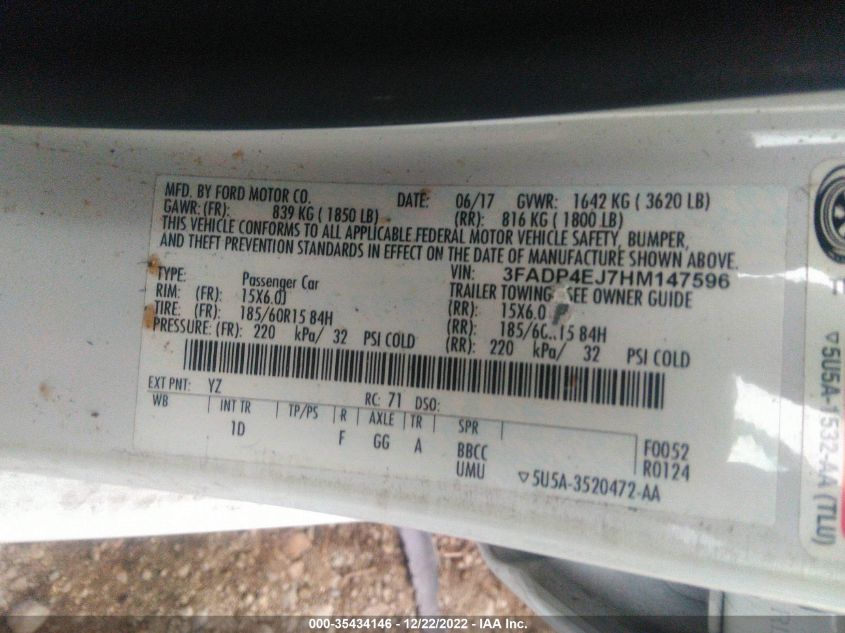 MFD. BY FORD MOTOR CO. DATE: 06/17 GVWR: 1642 KG ( 3620 LB)
GAWR: (FR): 839 KG ( 1850 LB) (RR): 816 KG ( 1800 LB)
THIS VEHICLE CONFORMS TO ALL APPLICABLE FEDERAL MOTOR VEHICLE SAFETY, BUMPER,
AND THEFT PREVENTION STANDARDS IN EFFECT ON THE DATE OF MANUFACTURE SHOWN ABOVE.
VIN: 3FADP4EJ7HM147596
TYPE: Passenger Car TRAILER TOWING: SEE OWNER GUIDE
RIM: (FR): 15X6.0J (RR): 15X6.0
TIRE: (FR): 185/60R15 84H (RR): 185/60 15 84H
PRESSURE: (FR): 220 kPa/ 32 PSI COLD (RR): 220 kPa/ 32 PSI COLD
EXT PNT: YZ RC: 71 DSO:
WB INT TR TP/PS R AXLE TR SPR
1D F GG A BBCC F0052
UMU R0124
5U5A-3520472-AA
5U5A-1532-AA (TLU)
000-35434146 - 12/22/2022 - IAA Inc.